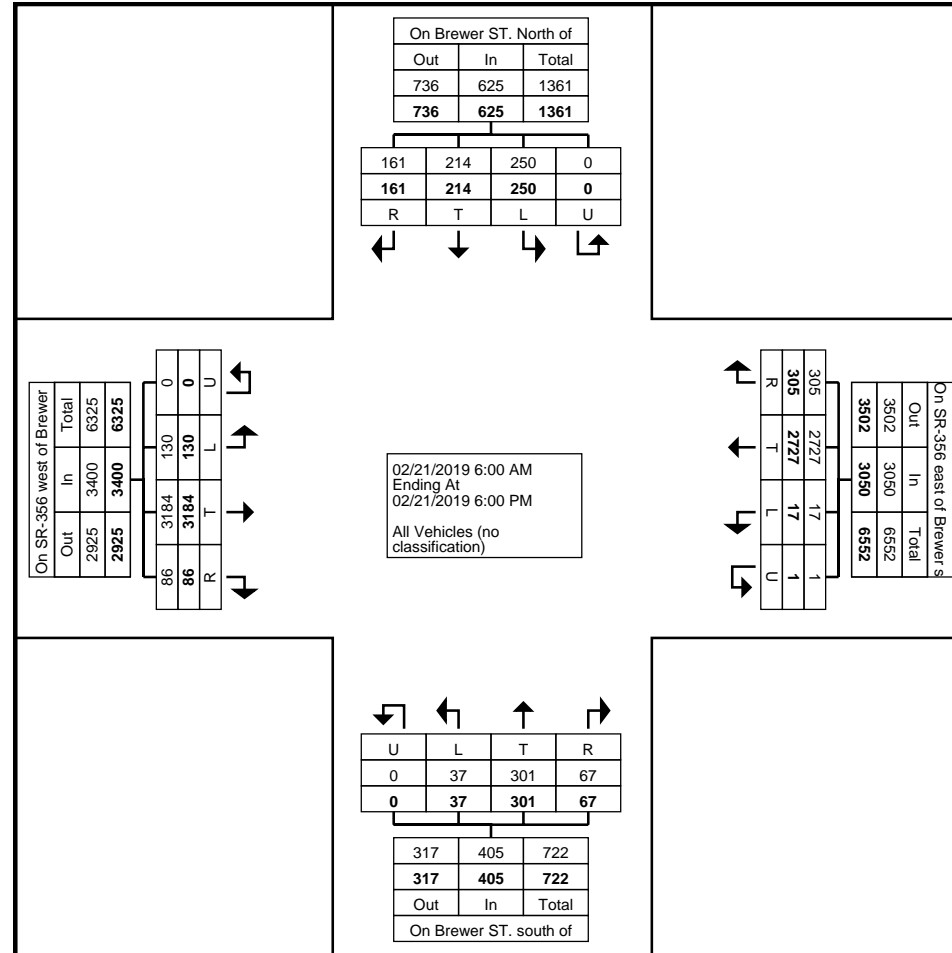 On Brewer ST. North of
Out In Total
736 625 1361
736 625 1361
161 214 250 0
161 214 250 0
R T L U
On SR-356 west of Brewer
Total In Out
6325 3400 2925
6325 3400 2925
0 130 3184 86
0 130 3184 86
U L T R
02/21/2019 6:00 AM
Ending At
02/21/2019 6:00 PM
All Vehicles (no
classification)
R T L U
305 2727 17 1
305 2727 17 1
3502 3050 6552
3502 3050 6552
Out In Total
On SR-356 east of Brewer s
U L T R
0 37 301 67
0 37 301 67
317 405 722
317 405 722
Out In Total
On Brewer ST. south of